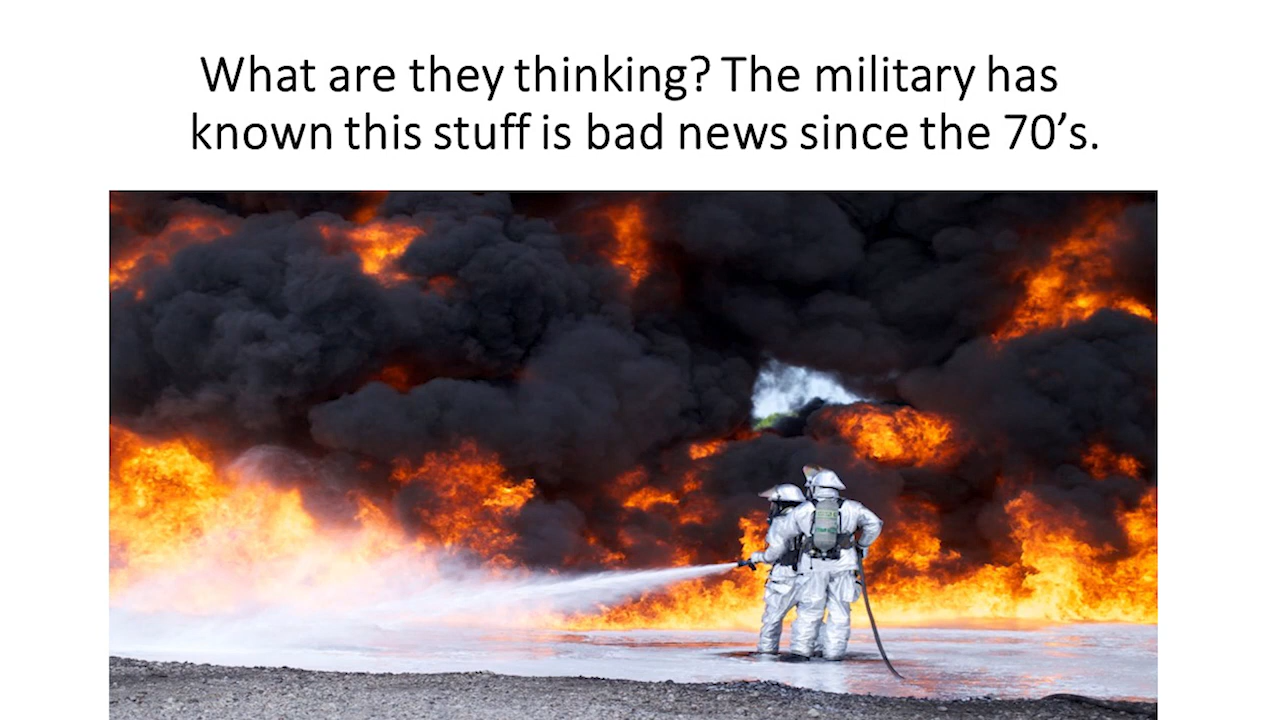 What are they thinking? The military has
known this stuff is bad news since the 70’s.